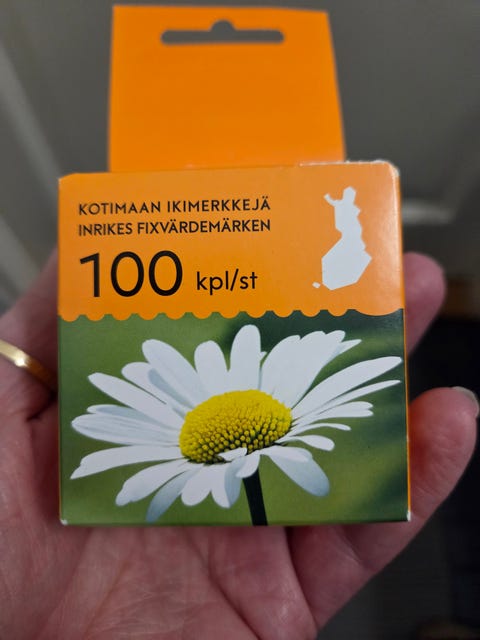 KOTIMAAN IKIMERKKEJÄ
INRIKES FIXVÄRDEMÄRKEN
100 kpl/st